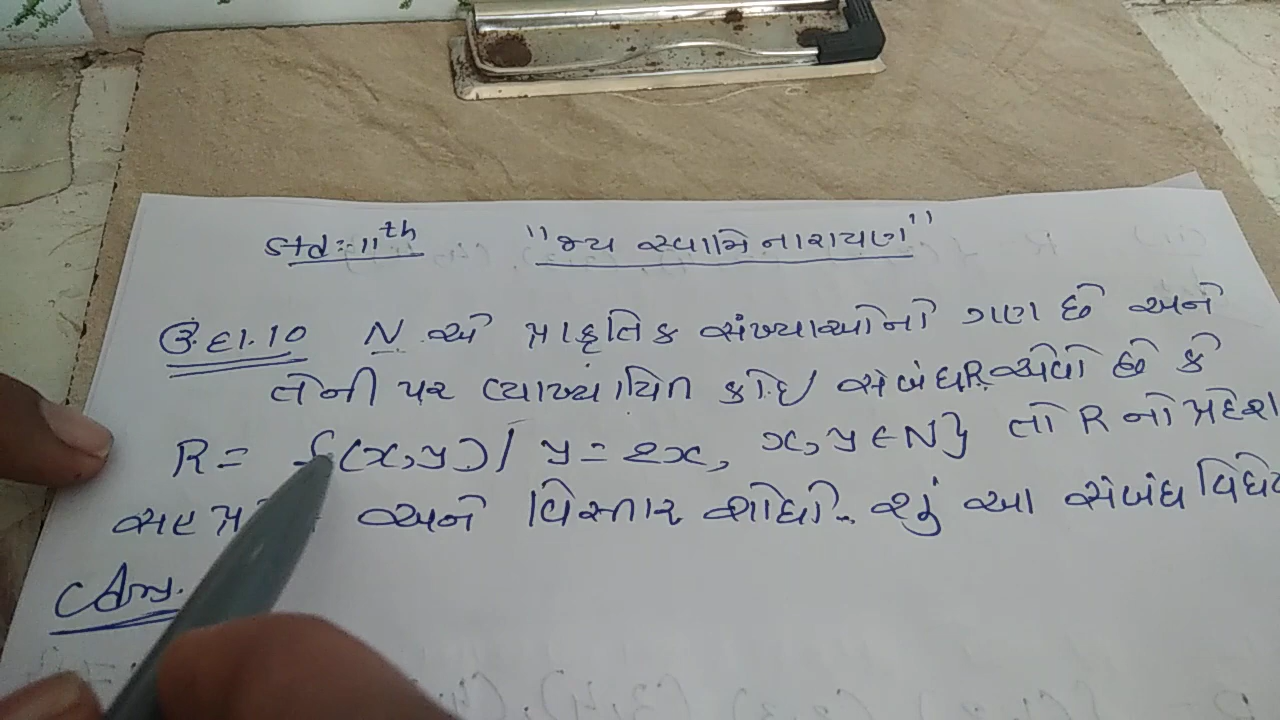 Std:-11th "જય સ્વામિનારાયણ"
ઉ.દા.10 N એ પ્રાકૃતિક સંખ્યાઓનો ગણ છે અને
તેની પર વ્યાખ્યાયિત કોઇ સંબંધ R એવો છે કે
R = {(x,y) / y = 2x, x,y ∈ N} તો R નો પ્રદેશ
અને વિસ્તાર શોધો. શું આ સંબંધ
Ans.